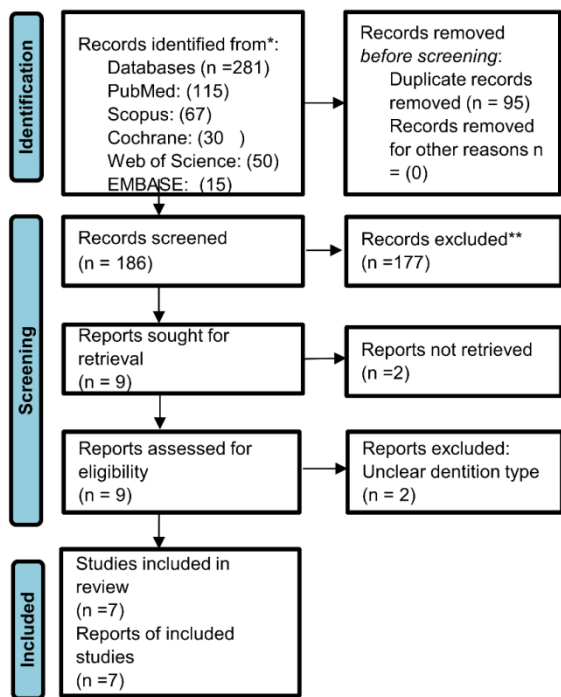 Identification
Records identified from*:
Databases (n =281)
PubMed: (115)
Scopus: (67)
Cochrane: (30 )
Web of Science: (50)
EMBASE: (15)
Records removed
before screening:
Duplicate records
removed (n = 95)
Records removed
for other reasons n
= (0)
Screening
Records screened
(n = 186)
Records excluded**
(n =177)
Reports sought for
retrieval
(n = 9)
Reports not retrieved
(n =2)
Reports assessed for
eligibility
(n = 9)
Reports excluded:
Unclear dentition type
(n = 2)
Included
Studies included in
review
(n =7)
Reports of included
studies
(n =7)